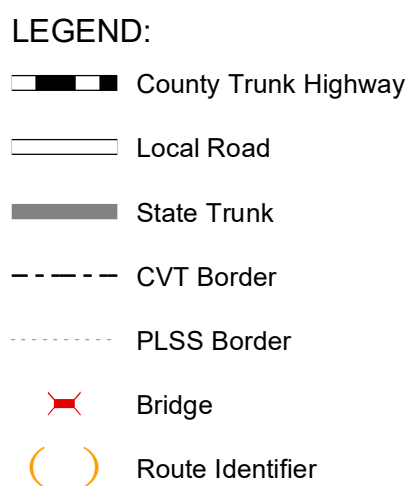 LEGEND:
County Trunk Highway
Local Road
State Trunk
CVT Border
PLSS Border
Bridge
( ) Route Identifier